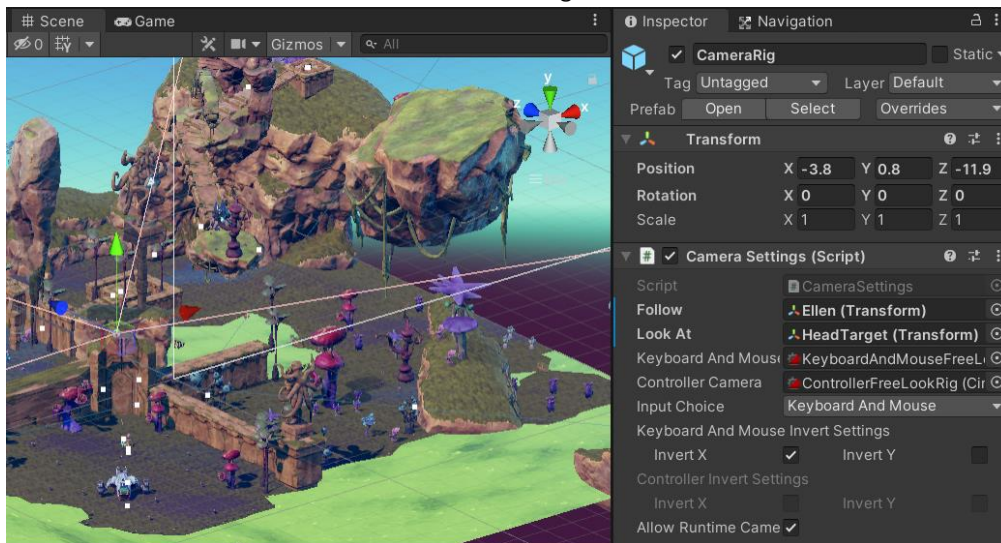 Scene Game
Inspector Navigation
0 Gizmos All
CameraRig Static
Tag Untagged Layer Default
Prefab Open Select Overrides
y
z x
Transform
Position X -3.8 Y 0.8 Z -11.9
Rotation X 0 Y 0 Z 0
Scale X 1 Y 1 Z 1
# Camera Settings (Script)
Script # CameraSettings
Follow Ellen (Transform)
Look At HeadTarget (Transform)
Keyboard And Mous KeyboardAndMouseFreeL
Controller Camera ControllerFreeLookRig (Cir
Input Choice Keyboard And Mouse
Keyboard And Mouse Invert Settings
Invert X Invert Y
Controller Invert Settings
Invert X Invert Y
Allow Runtime Came